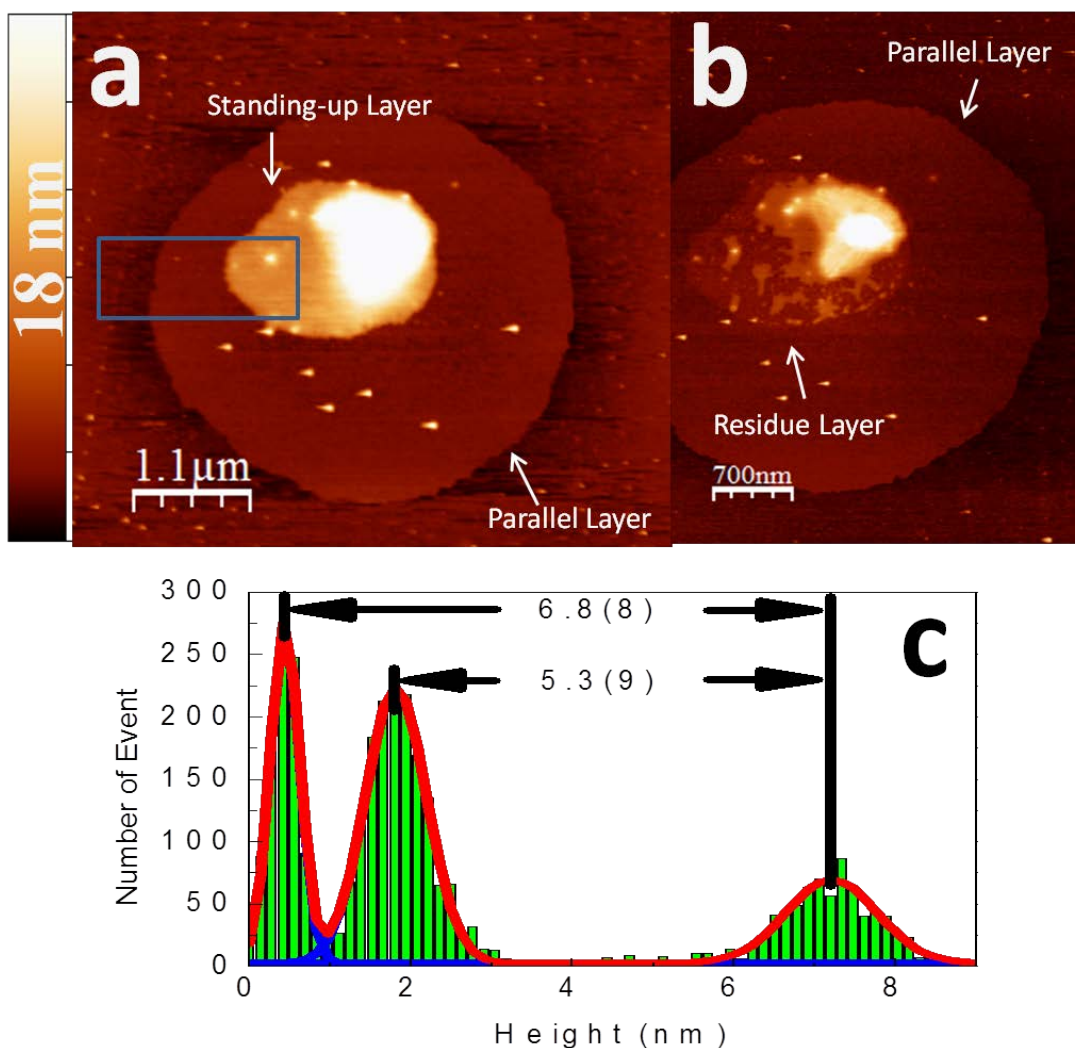 18 nm
a
Standing-up Layer
1.1µm
Parallel Layer
b
Parallel Layer
Residue Layer
700nm
c
6.8(8)
5.3(9)
300
250
200
150
100
50
0
Number of Event
0 2 4 6 8
Height (nm)